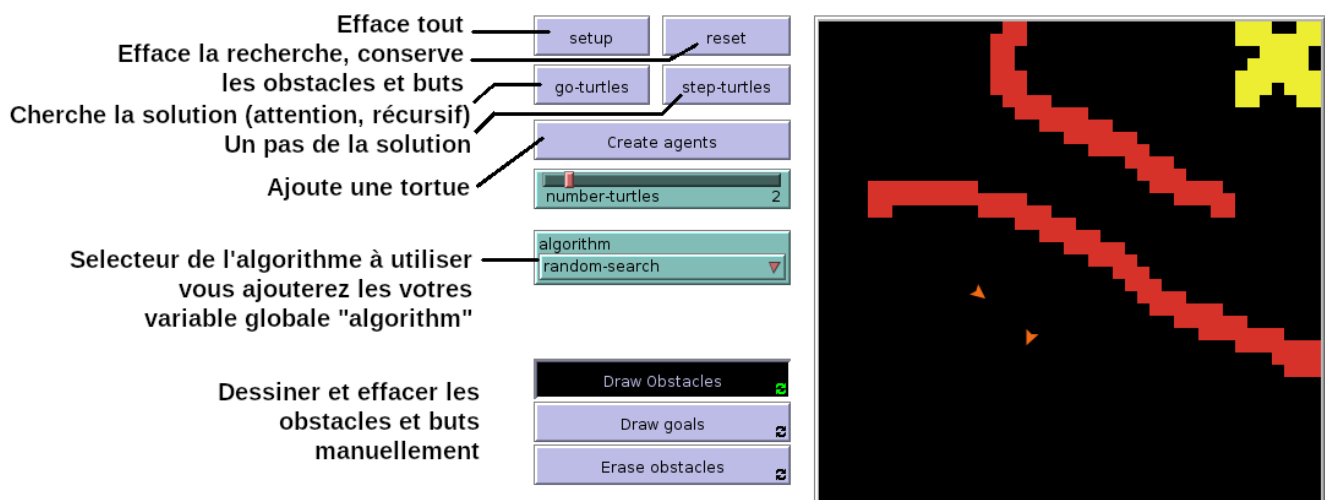 Efface tout
Efface la recherche, conserve
les obstacles et buts
Cherche la solution (attention, récursif)
Un pas de la solution
Ajoute une tortue
Selecteur de l'algorithme à utiliser
vous ajouterez les votres
variable globale "algorithm"
Dessiner et effacer les
obstacles et buts
manuellement
setup
reset
go-turtles
step-turtles
Create agents
number-turtles 2
algorithm
random-search
Draw Obstacles
Draw goals
Erase obstacles